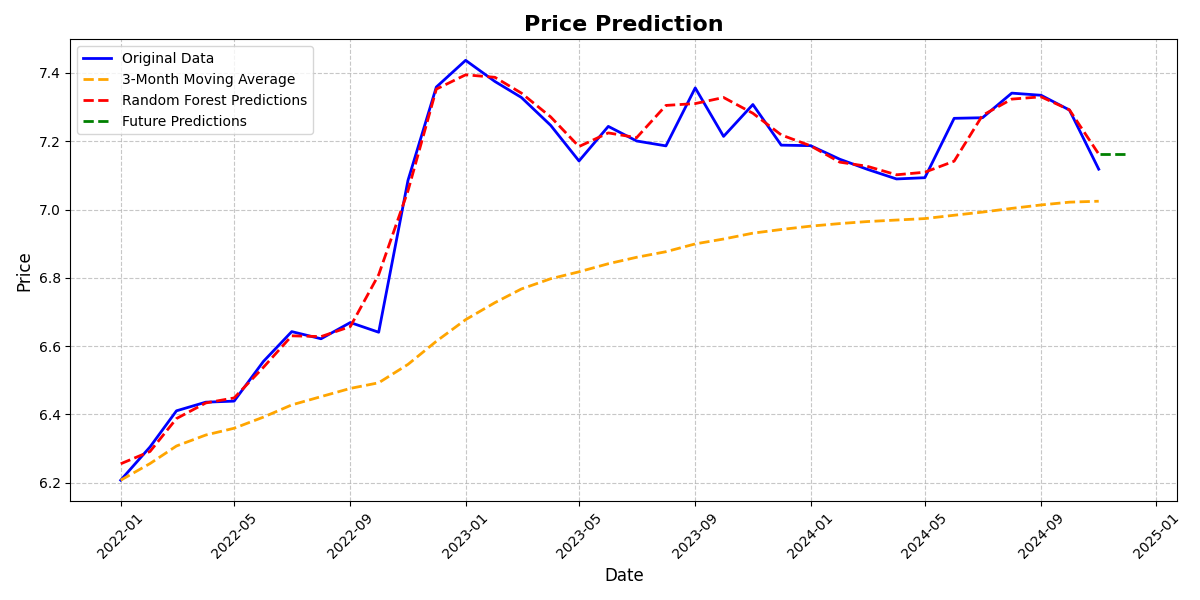 Price Prediction
Original Data
3-Month Moving Average
Random Forest Predictions
Future Predictions
Price
7.4
7.2
7.0
6.8
6.6
6.4
6.2
2022-01
2022-05
2022-09
2023-01
2023-05
2023-09
2024-01
2024-05
2024-09
2025-01
Date